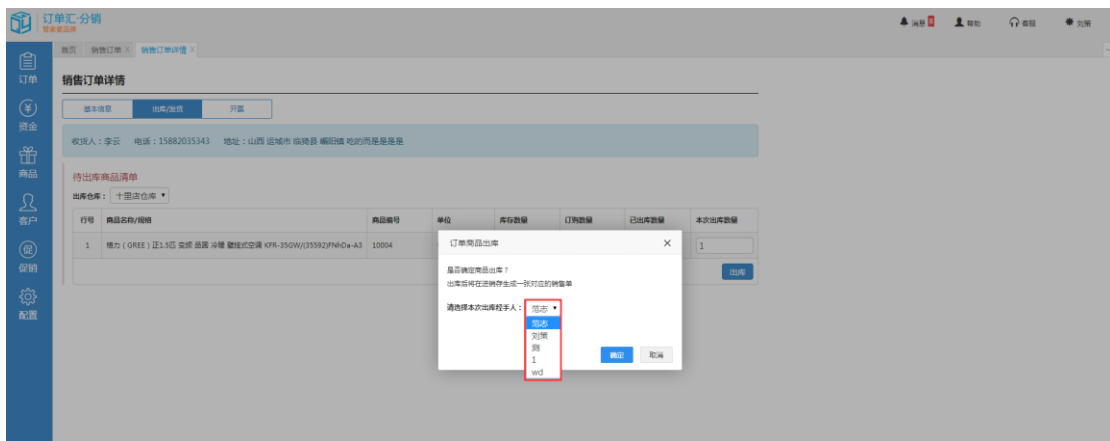 订单汇·分销
管家婆品牌
消息 帮助 客服 刘策
首页 销售订单 × 销售订单详情 ×
订单
资金
商品
客户
促
促销
配置
销售订单详情
基本信息 出库/发货 开票
收货人：李云 电话：15882035343 地址：山西 运城市 临猗县 嵋阳镇 吃的而是是是是
待出库商品清单
出库仓库： 十里店仓库
行号 商品名称/规格 商品编号 单位 库存数量 订购数量 已出库数量 本次出库数量
1 格力（GREE）正1.5匹 变频 品圆 冷暖 壁挂式空调 KFR-35GW/(35592)FNhDa-A3 10004 1
出库
订单商品出库 ×
是否确定商品出库？
出库后将在进销存生成一张对应的销售单
请选择本次出库经手人： 范志
范志
刘策
测
1
wd
确定 取消